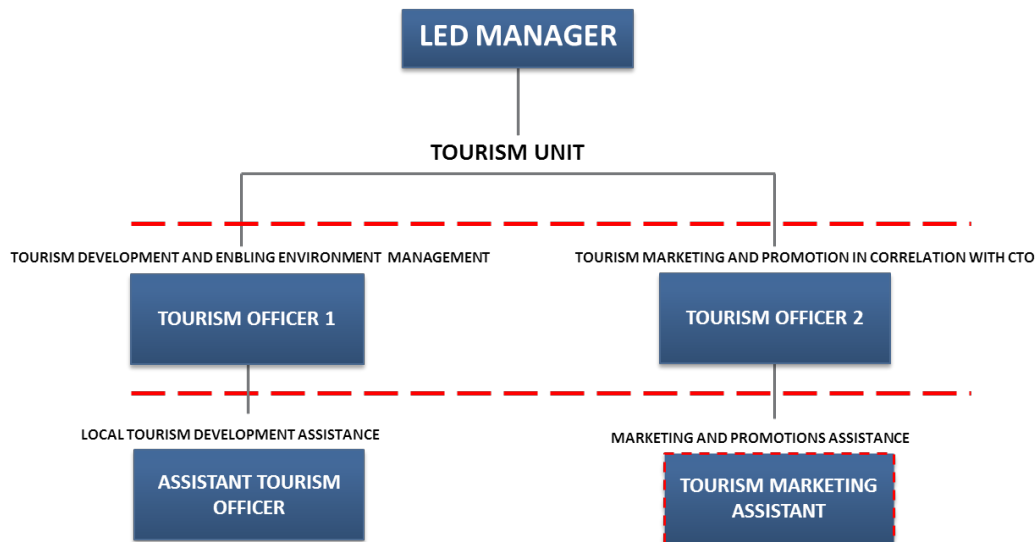 LED MANAGER
TOURISM UNIT
TOURISM DEVELOPMENT AND ENBLING ENVIRONMENT MANAGEMENT
TOURISM MARKETING AND PROMOTION IN CORRELATION WITH CTO
TOURISM OFFICER 1
TOURISM OFFICER 2
LOCAL TOURISM DEVELOPMENT ASSISTANCE
MARKETING AND PROMOTIONS ASSISTANCE
ASSISTANT TOURISM
OFFICER
TOURISM MARKETING
ASSISTANT